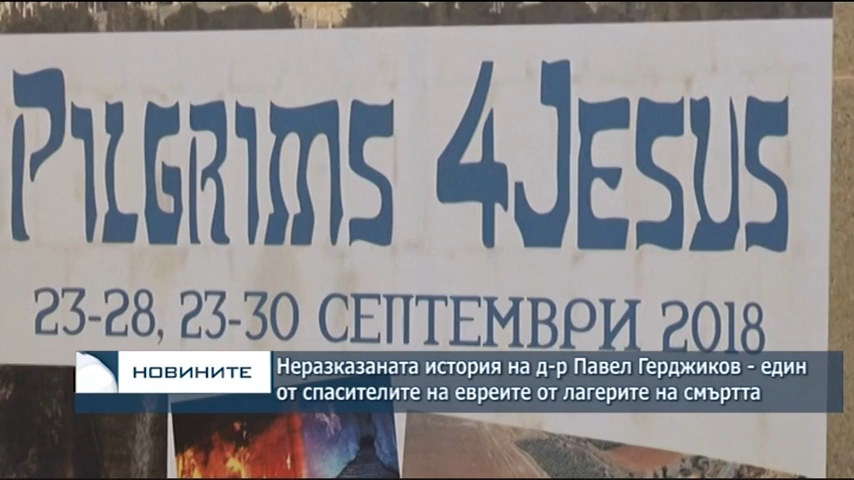 PILGRIMS 4JESUS
23-28, 23-30 СЕПТЕМВРИ 2018
НОВИНИТЕ
Неразказаната история на д-р Павел Герджиков - един
от спасителите на евреите от лагерите на смъртта